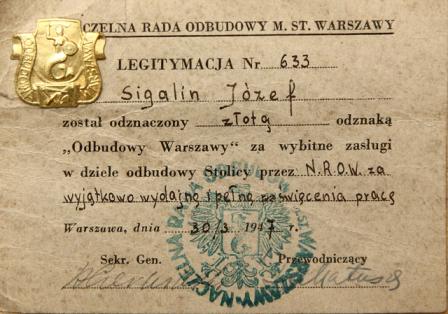 CZELNA RADA ODBUDOWY M. ST. WARSZAWY
LEGITYMACJA Nr 633
Sigalin Józef
został odznaczony złotą odznaką
„Odbudowy Warszawy" za wybitne zasługi
w dziele odbudowy Stolicy przez N.R.O.W. za
wyjątkowo wydajną i pełną poświęcenia pracę
Warszawa, dnia 30/3 1947 r.
Sekr. Gen. Przewodniczący